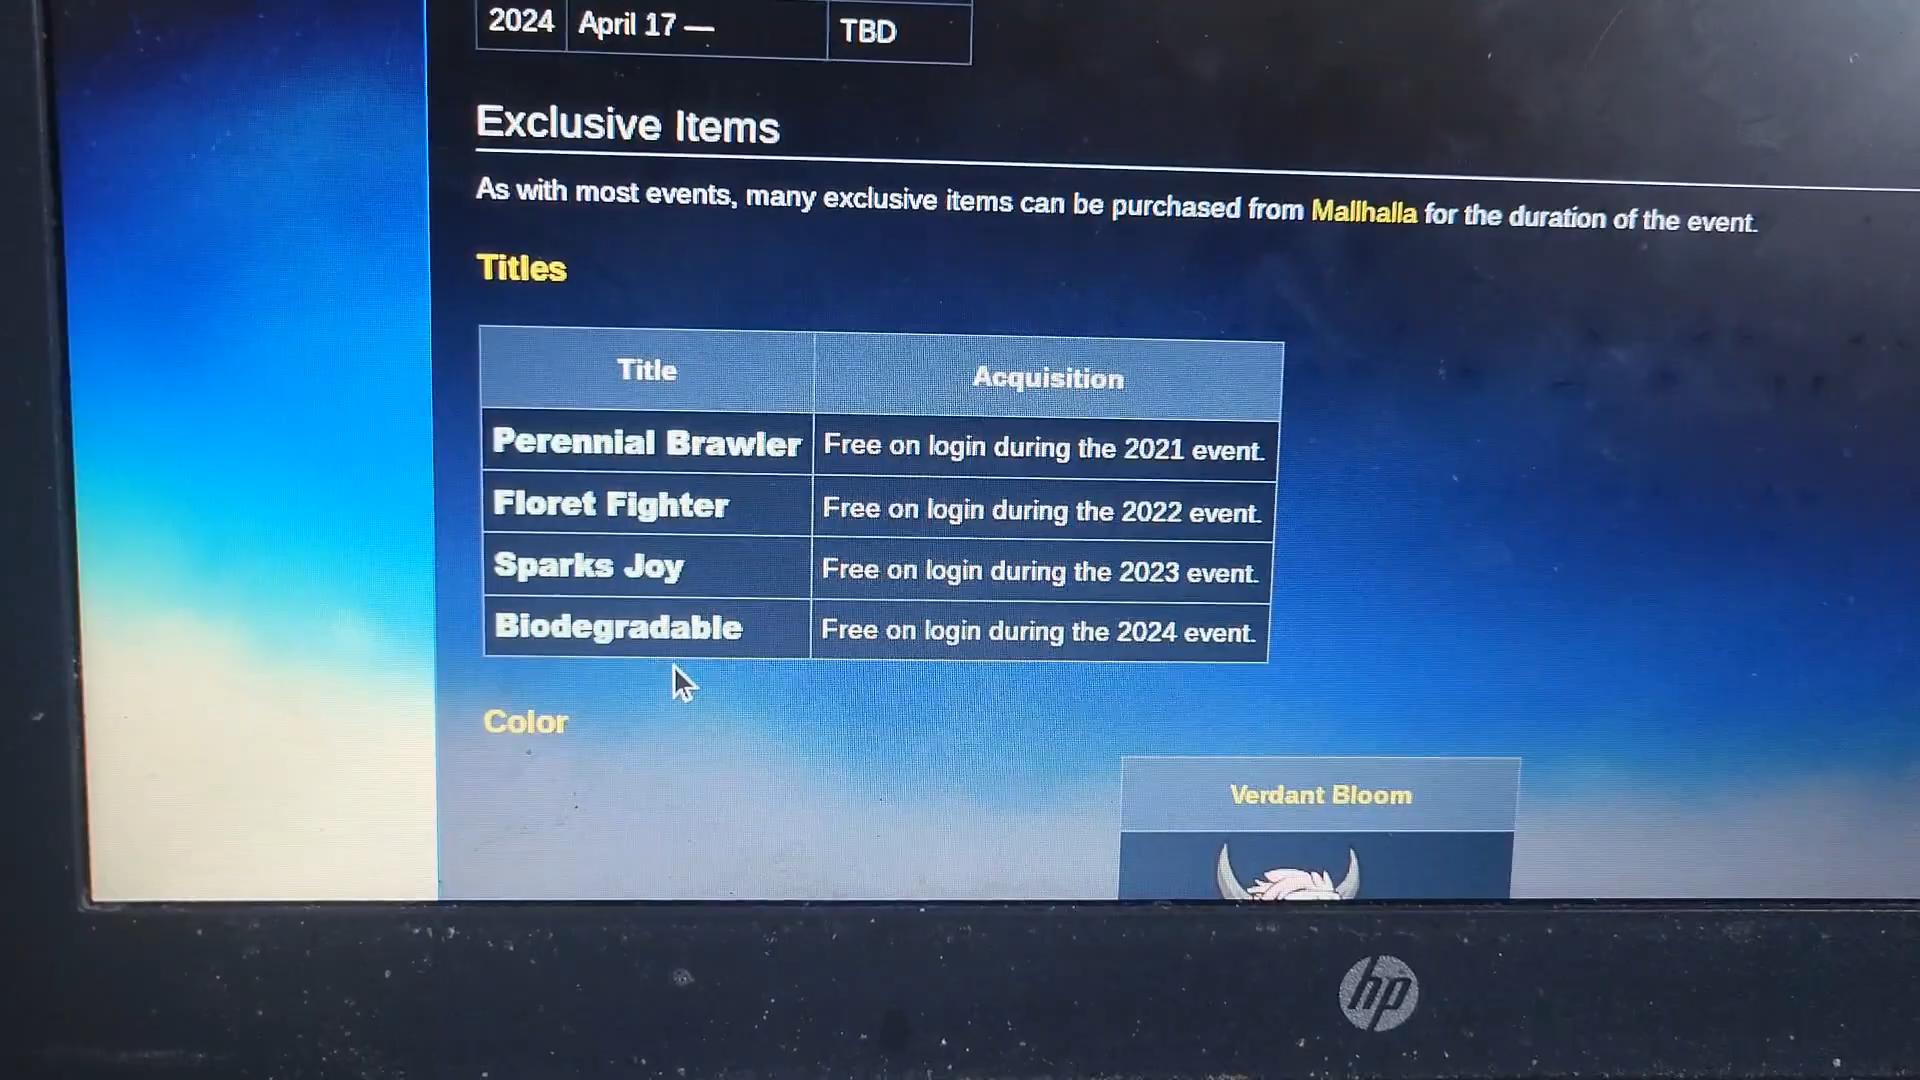 2024 April 17 — TBD
Exclusive Items
As with most events, many exclusive items can be purchased from Mallhalla for the duration of the event.
Titles
Title Acquisition
Perennial Brawler Free on login during the 2021 event.
Floret Fighter Free on login during the 2022 event.
Sparks Joy Free on login during the 2023 event.
Biodegradable Free on login during the 2024 event.
Color
Verdant Bloom
hp